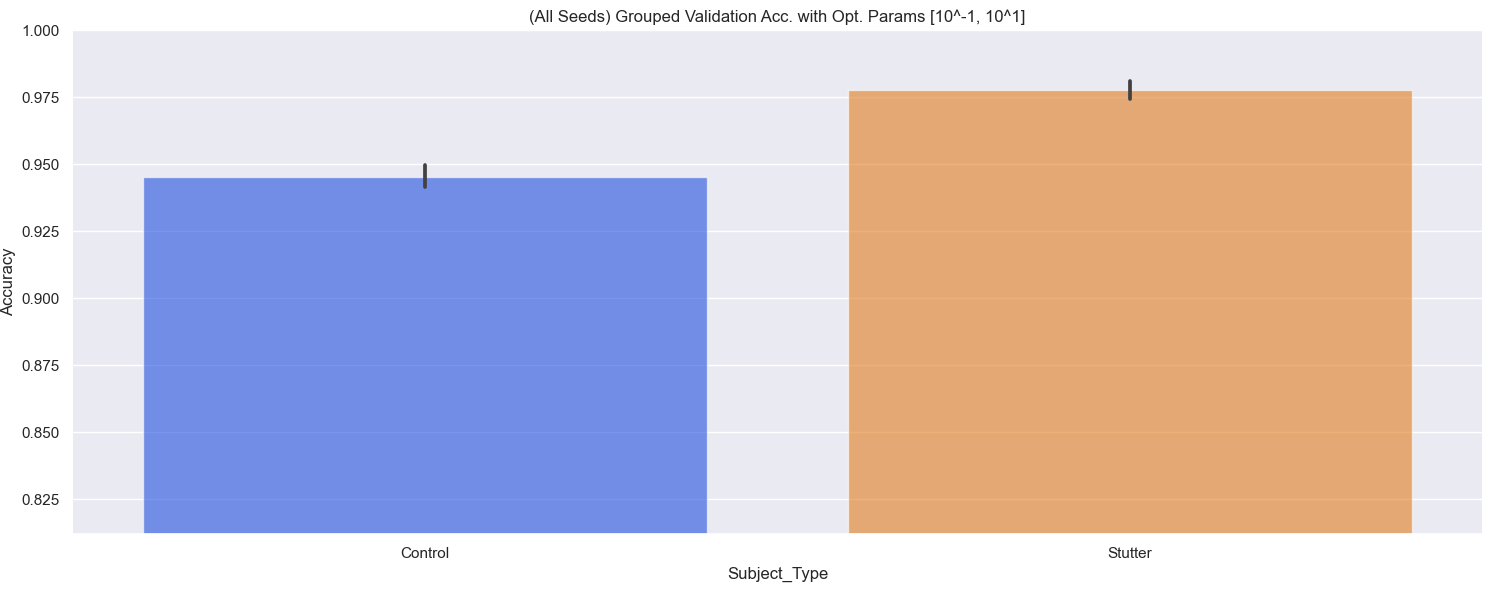 (All Seeds) Grouped Validation Acc. with Opt. Params [10^-1, 10^1]
1.000
0.975
0.950
0.925
0.900
0.875
0.850
0.825
Accuracy
Control
Stutter
Subject_Type